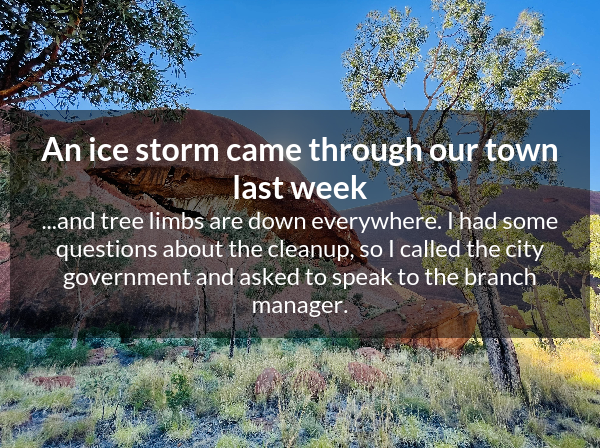 An ice storm came through our town
last week
...and tree limbs are down everywhere. I had some
questions about the cleanup, so I called the city
government and asked to speak to the branch
manager.